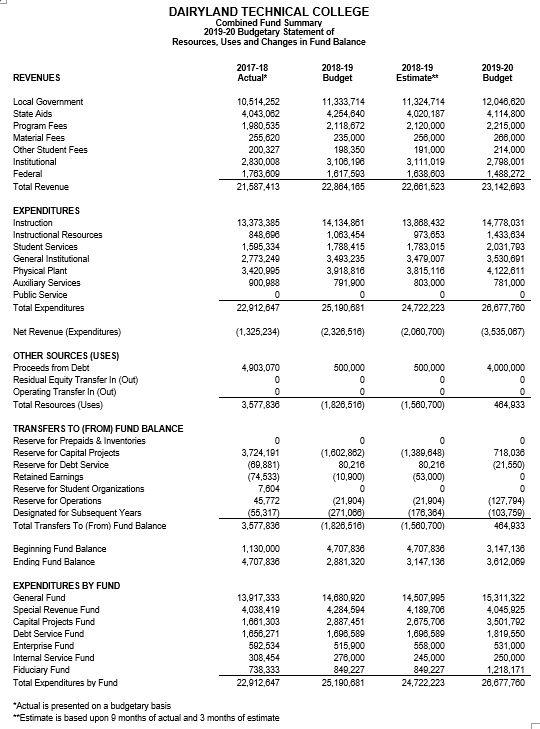 DAIRYLAND TECHNICAL COLLEGE
Combined Fund Summary
2019-20 Budgetary Statement of
Resources, Uses and Changes in Fund Balance
2017-18 2018-19 2018-19 2019-20
REVENUES Actual* Budget Estimate** Budget
Local Government 10,514,252 11,333,714 11,324,714 12,046,620
State Aids 4,043,062 4,254,640 4,020,187 4,114,800
Program Fees 1,980,535 2,118,672 2,120,000 2,215,000
Material Fees 255,620 235,000 256,000 266,000
Other Student Fees 200,327 198,350 191,000 214,000
Institutional 2,830,008 3,106,196 3,111,019 2,798,001
Federal 1,763,609 1,617,593 1,638,603 1,488,272
Total Revenue 21,587,413 22,864,165 22,661,523 23,142,693
EXPENDITURES
Instruction 13,373,385 14,134,861 13,868,432 14,778,031
Instructional Resources 848,696 1,063,454 973,653 1,433,634
Student Services 1,595,334 1,788,415 1,783,015 2,031,793
General Institutional 2,773,249 3,493,235 3,479,007 3,530,691
Physical Plant 3,420,995 3,918,816 3,815,116 4,122,611
Auxiliary Services 900,988 791,900 803,000 781,000
Public Service 0 0 0 0
Total Expenditures 22,912,647 25,190,681 24,722,223 26,677,760
Net Revenue (Expenditures) (1,325,234) (2,326,516) (2,060,700) (3,535,067)
OTHER SOURCES (USES)
Proceeds from Debt 4,903,070 500,000 500,000 4,000,000
Residual Equity Transfer In (Out) 0 0 0 0
Operating Transfer In (Out) 0 0 0 0
Total Resources (Uses) 3,577,836 (1,826,516) (1,560,700) 464,933
TRANSFERS TO (FROM) FUND BALANCE
Reserve for Prepaids & Inventories 0 0 0 0
Reserve for Capital Projects 3,724,191 (1,602,862) (1,389,648) 718,036
Reserve for Debt Service (69,881) 80,216 80,216 (21,550)
Retained Earnings (74,533) (10,900) (53,000) 0
Reserve for Student Organizations 7,604 0 0 0
Reserve for Operations 45,772 (21,904) (21,904) (127,794)
Designated for Subsequent Years (55,317) (271,066) (176,364) (103,759)
Total Transfers To (From) Fund Balance 3,577,836 (1,826,516) (1,560,700) 464,933
Beginning Fund Balance 1,130,000 4,707,836 4,707,836 3,147,136
Ending Fund Balance 4,707,836 2,881,320 3,147,136 3,612,069
EXPENDITURES BY FUND
General Fund 13,917,333 14,680,920 14,507,995 15,311,322
Special Revenue Fund 4,038,419 4,284,594 4,189,706 4,045,925
Capital Projects Fund 1,661,303 2,887,451 2,675,706 3,501,792
Debt Service Fund 1,656,271 1,696,589 1,696,589 1,819,550
Enterprise Fund 592,534 515,900 558,000 531,000
Internal Service Fund 308,454 276,000 245,000 250,000
Fiduciary Fund 738,333 849,227 849,227 1,218,171
Total Expenditures by Fund 22,912,647 25,190,681 24,722,223 26,677,760
*Actual is presented on a budgetary basis
**Estimate is based upon 9 months of actual and 3 months of estimate